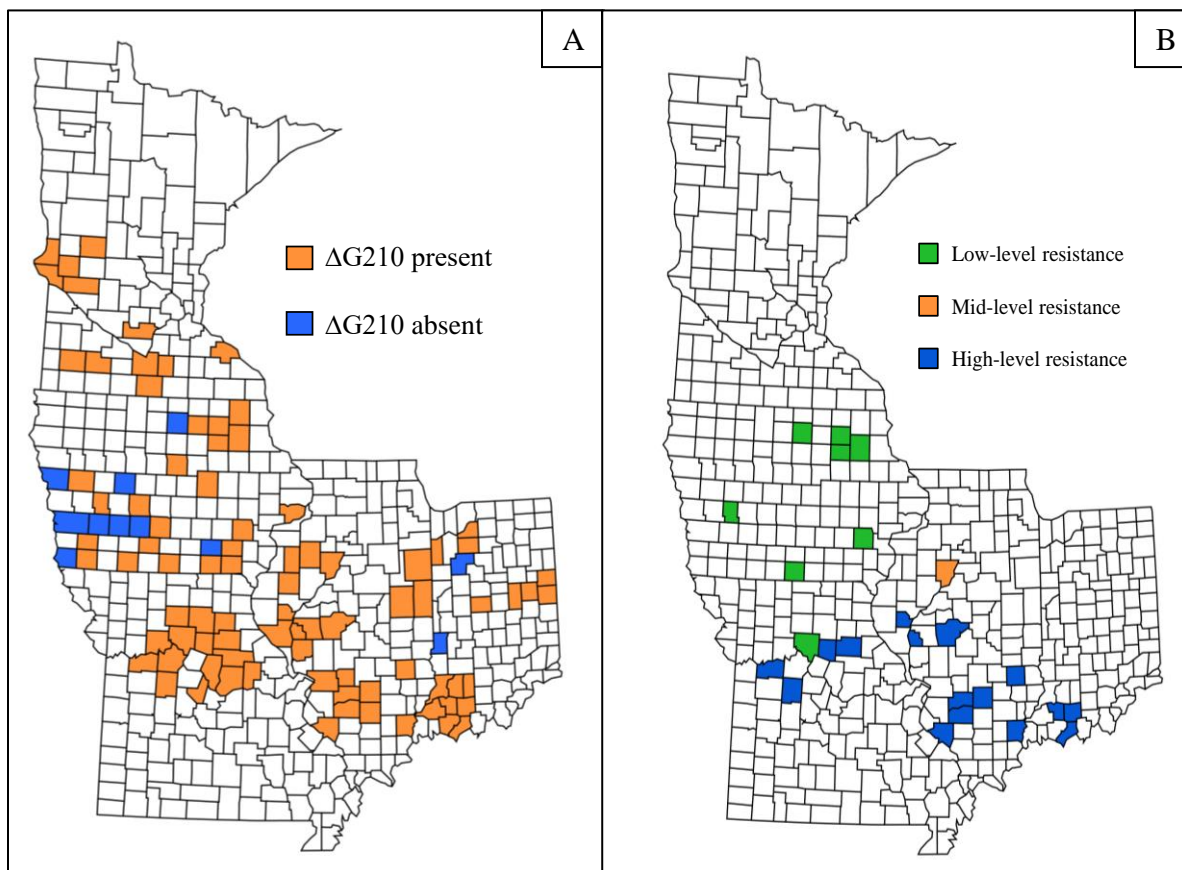 A
ΔG210 present
ΔG210 absent
B
Low-level resistance
Mid-level resistance
High-level resistance